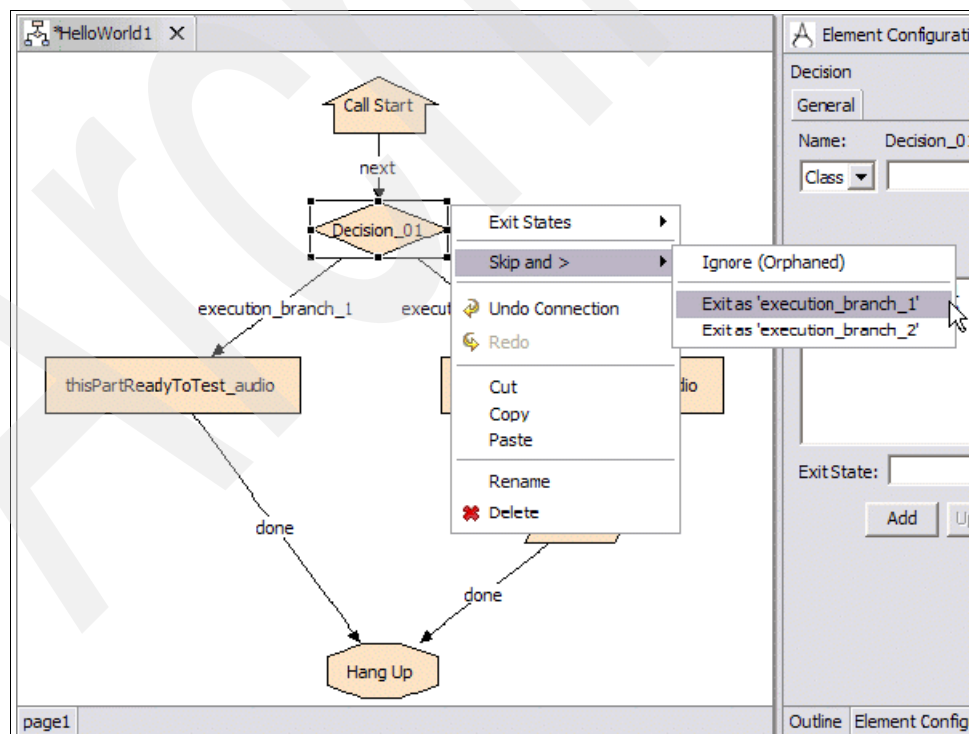 *HelloWorld1
Call Start
next
Decision_01
execution_branch_1
execut
thisPartReadyToTest_audio
dio
done
done
Hang Up
page1
Exit States
Skip and >
Undo Connection
Redo
Cut
Copy
Paste
Rename
Delete
Ignore (Orphaned)
Exit as 'execution_branch_1'
Exit as 'execution_branch_2'
Element Configurati
Decision
General
Name: Decision_01
Class
Exit State:
Add U
Outline Element Config